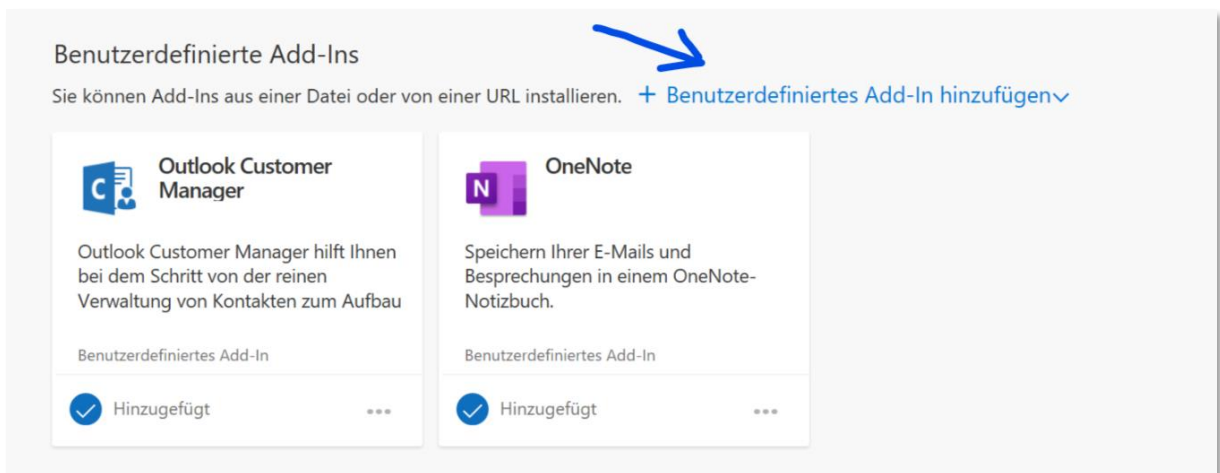 Benutzerdefinierte Add-Ins
Sie können Add-Ins aus einer Datei oder von einer URL installieren. + Benutzerdefiniertes Add-In hinzufügen
Outlook Customer
Manager
Outlook Customer Manager hilft Ihnen
bei dem Schritt von der reinen
Verwaltung von Kontakten zum Aufbau
Benutzerdefiniertes Add-In
Hinzugefügt
OneNote
Speichern Ihrer E-Mails und
Besprechungen in einem OneNote-
Notizbuch.
Benutzerdefiniertes Add-In
Hinzugefügt